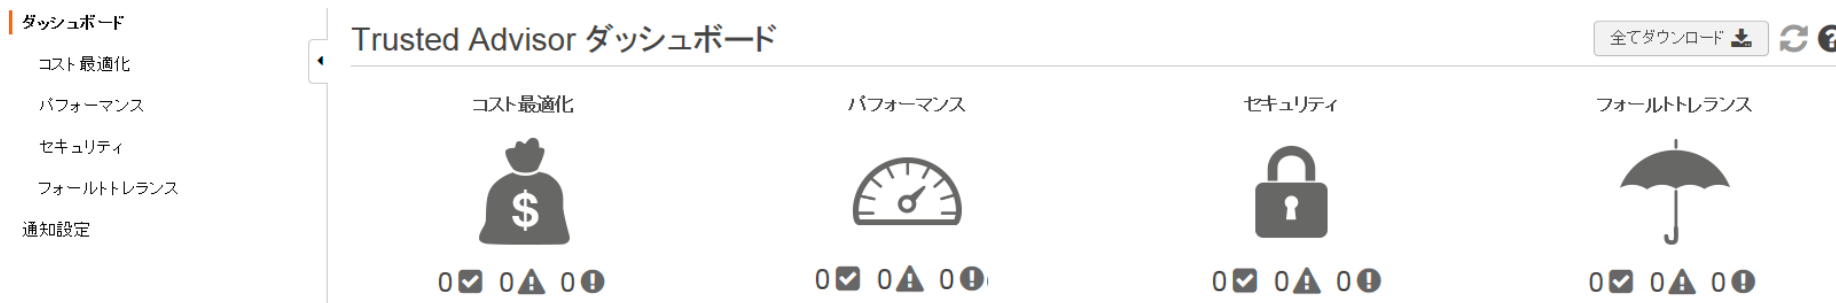 ダッシュボード
コスト最適化
パフォーマンス
セキュリティ
フォールトトレランス
通知設定
Trusted Advisor ダッシュボード
全てダウンロード
コスト最適化
パフォーマンス
セキュリティ
フォールトトレランス
$
0 0 0
0 0 0
0 0 0
0 0 0